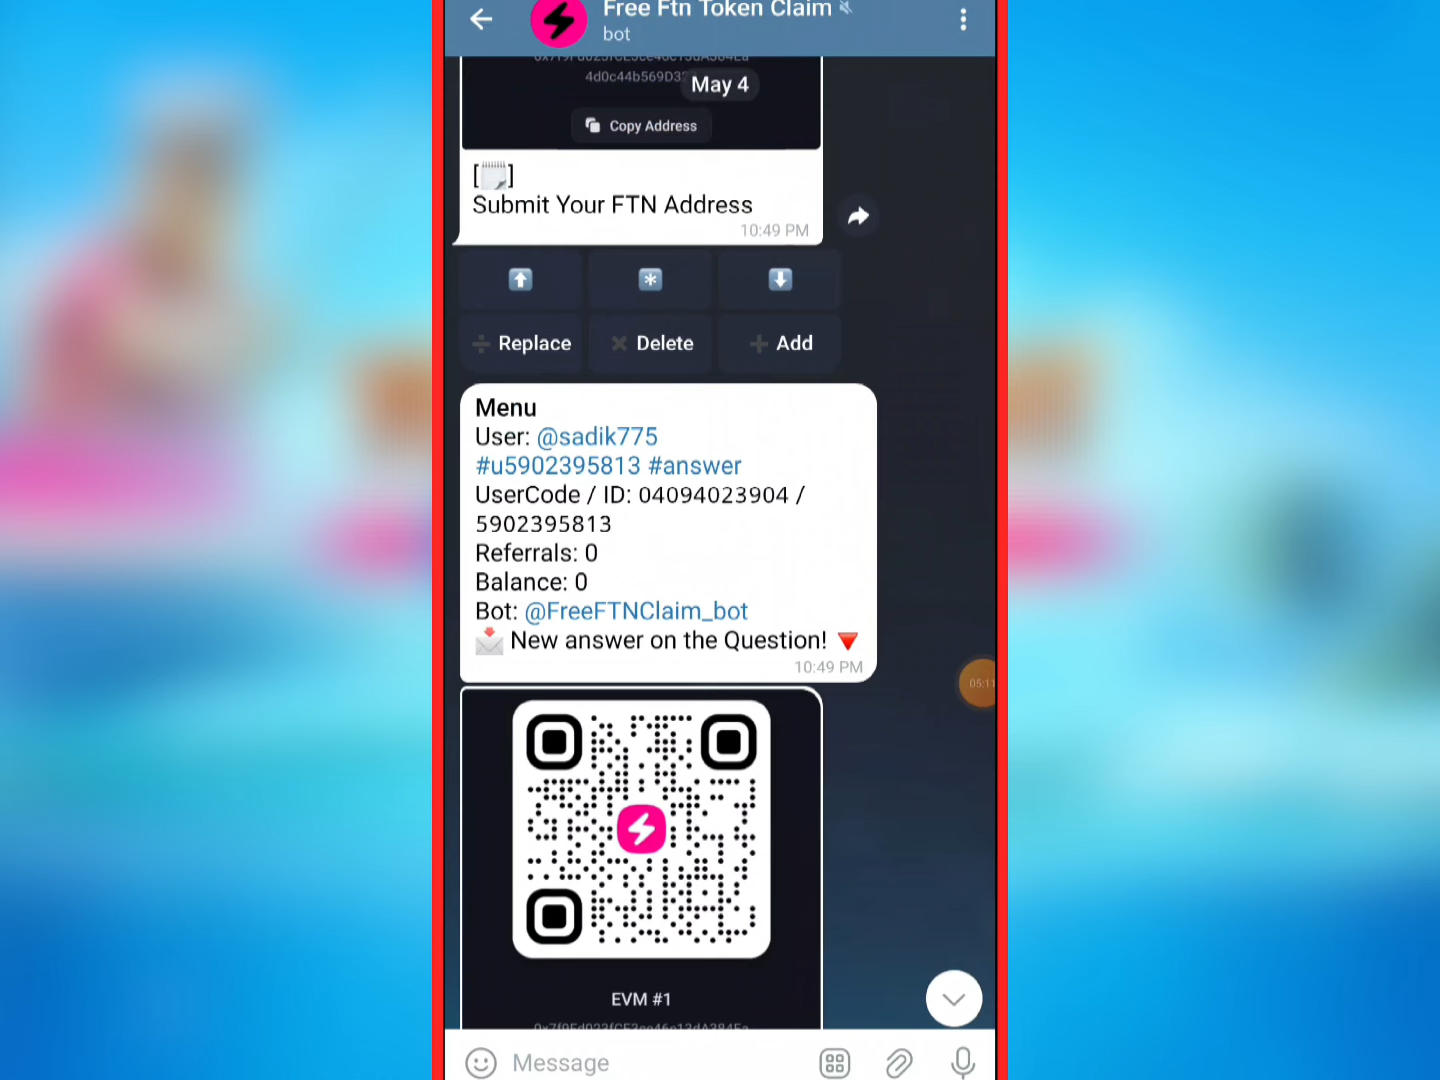 Free Ftn Token Claim
bot
4d0c44b569D3
May 4
Copy Address
[🗒]
Submit Your FTN Address
10:49 PM
Replace
Delete
Add
Menu
User: @sadik775
#u5902395813 #answer
UserCode / ID: 04094023904 /
5902395813
Referrals: 0
Balance: 0
Bot: @FreeFTNClaim_bot
📩 New answer on the Question! 🔻
10:49 PM
05:11
EVM #1
Message